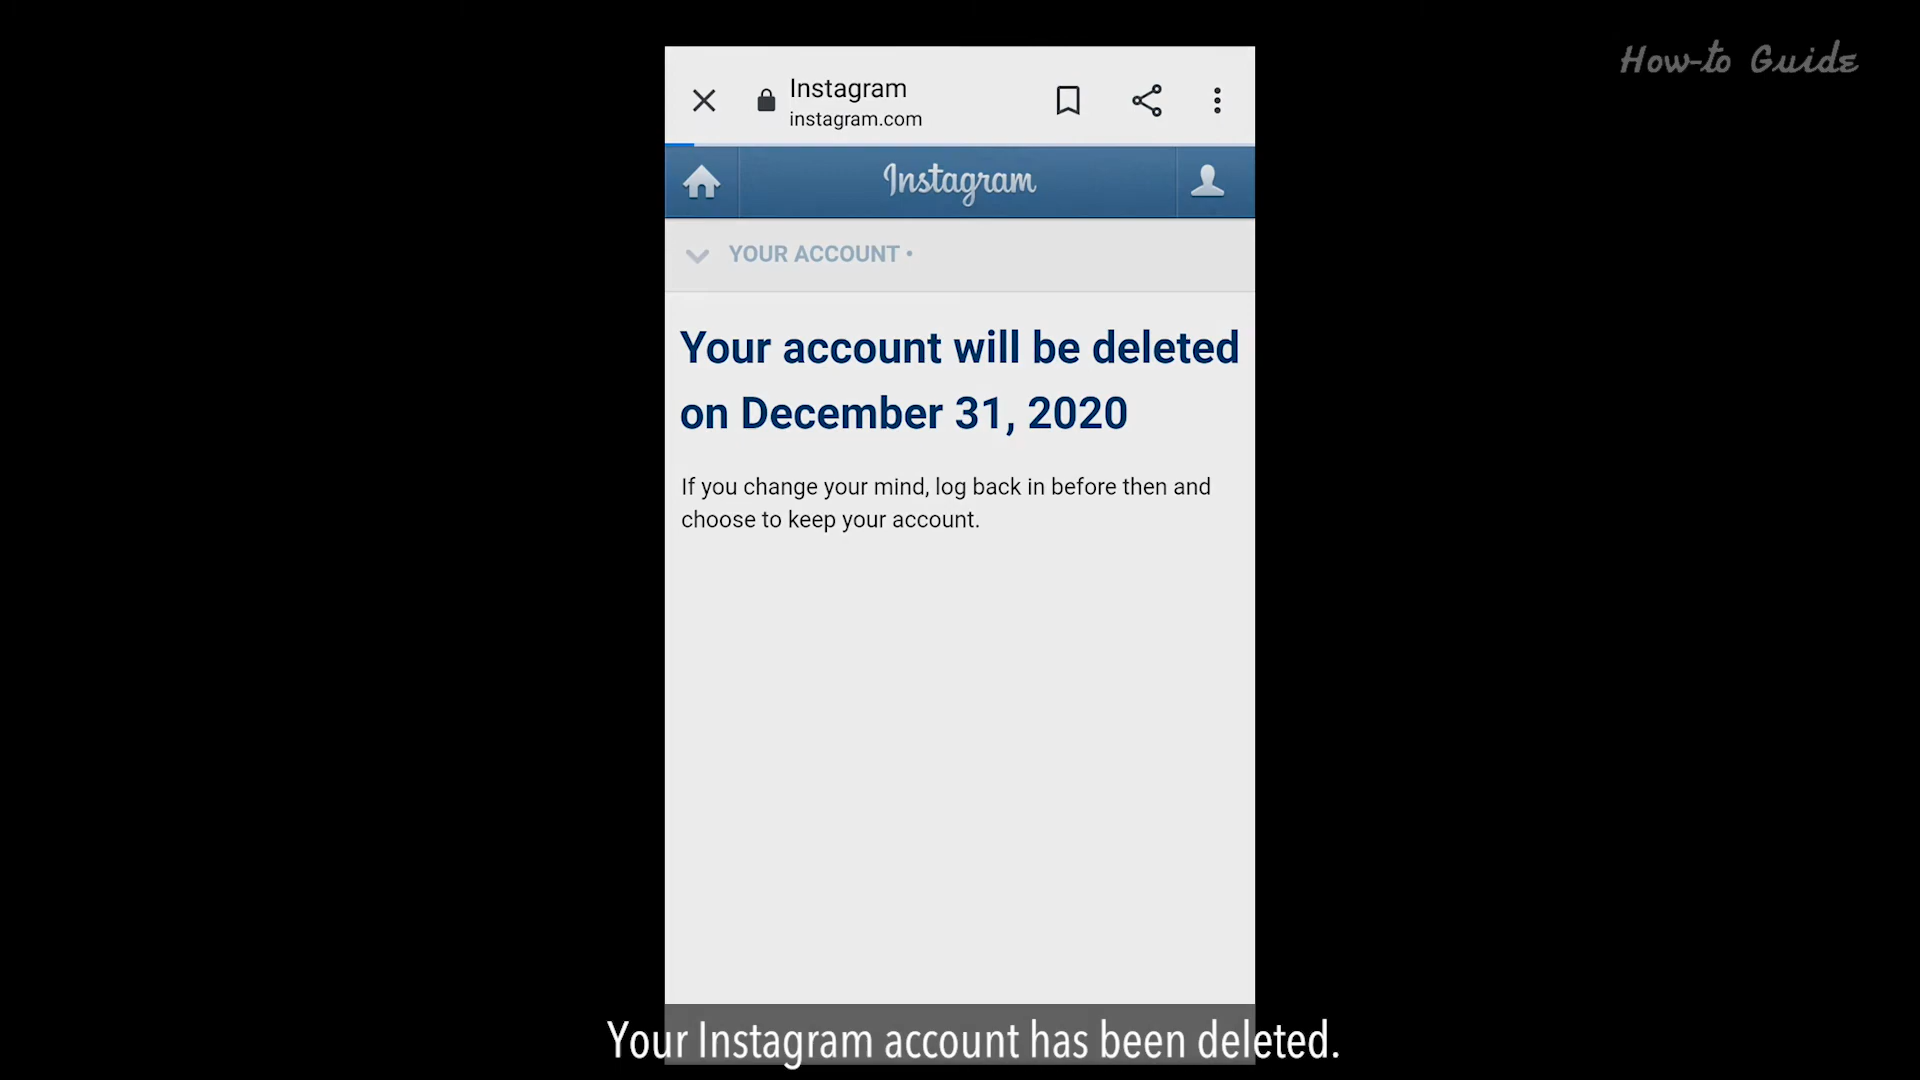 How-to Guide
Instagram
instagram.com
Instagram
YOUR ACCOUNT •
Your account will be deleted
on December 31, 2020
If you change your mind, log back in before then and
choose to keep your account.
Your Instagram account has been deleted.